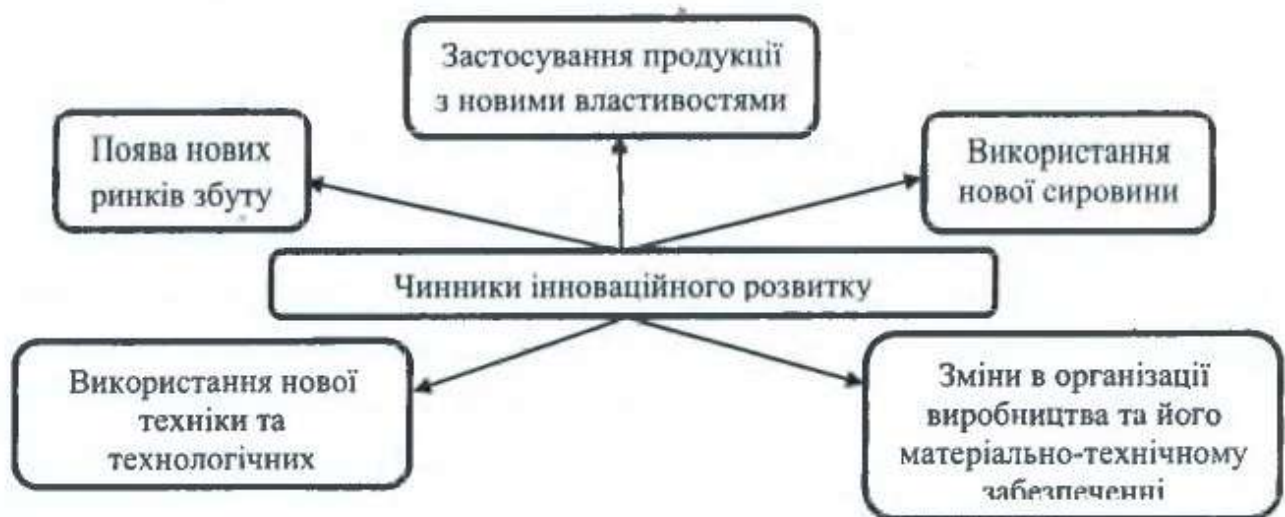 Застосування продукції
з новими властивостями
Поява нових
ринків збуту
Використання
нової сировини
Чинники інноваційного розвитку
Використання нової
техніки та
технологічних
Зміни в організації
виробництва та його
матеріально-технічному
забезпеченні